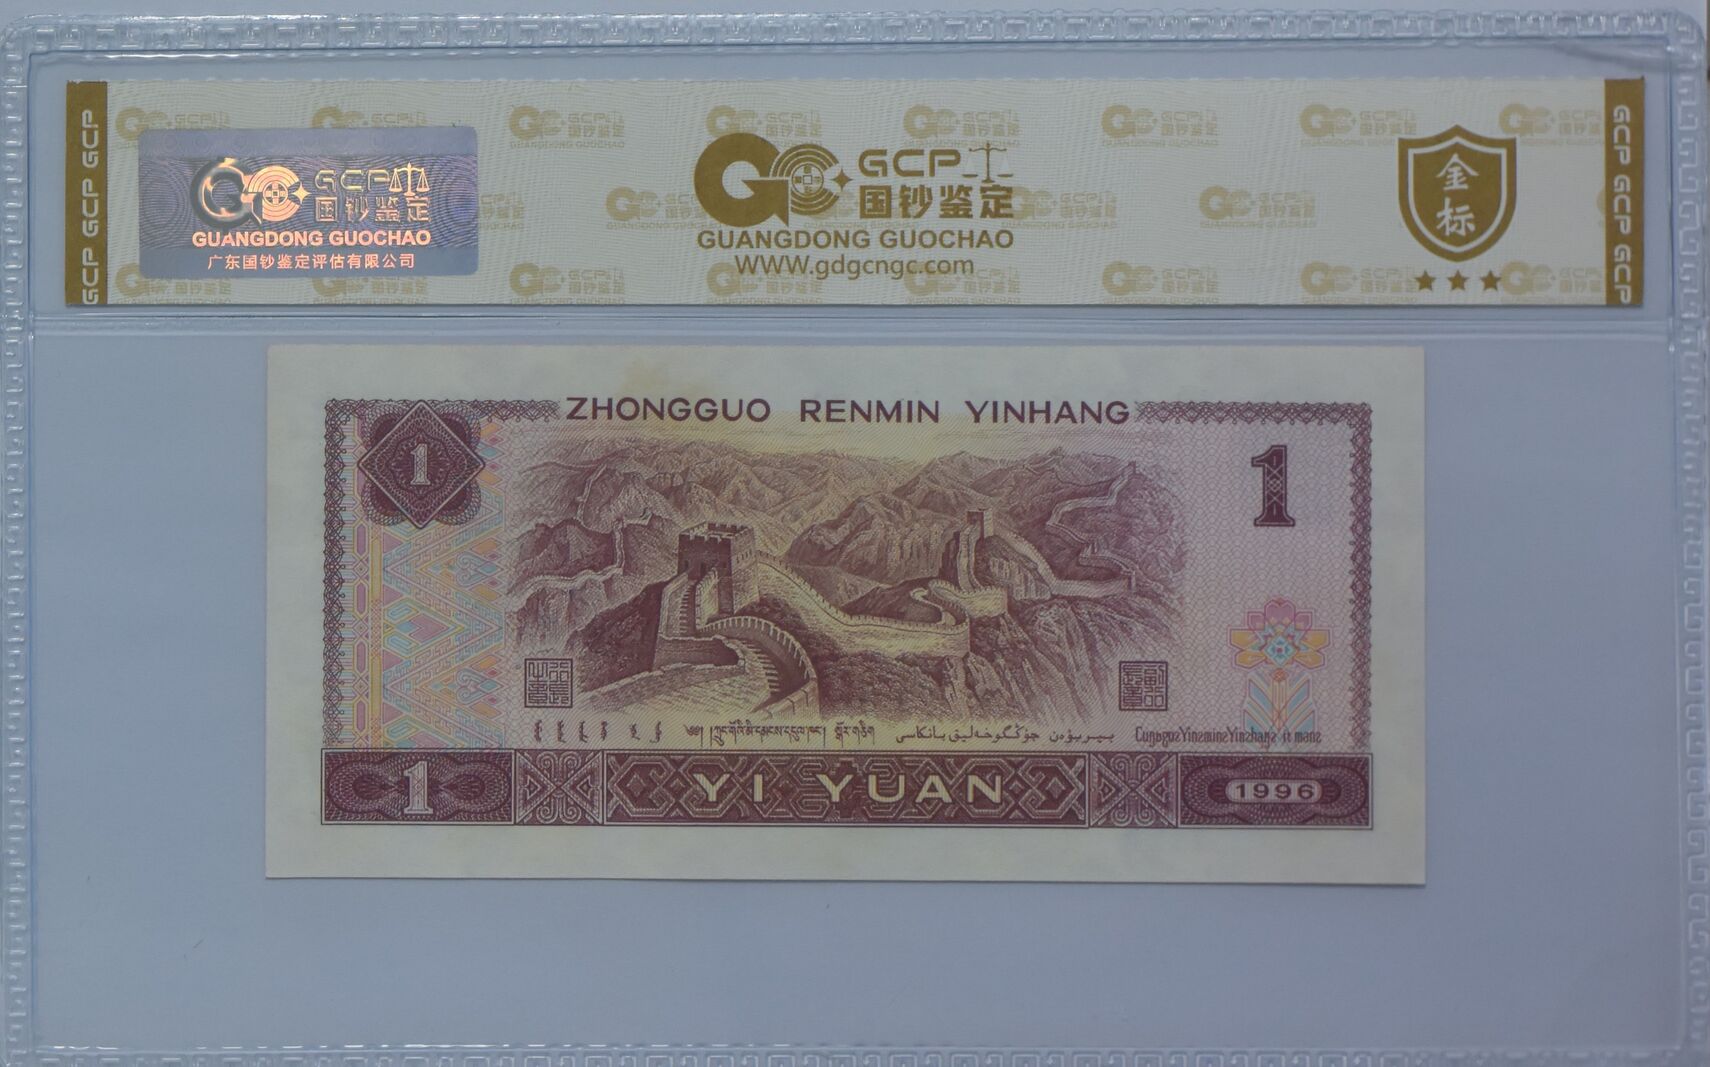 GCP GCP GCP
GCP
国钞鉴定
GUANGDONG GUOCHAO
广东国钞鉴定评估有限公司
GCP
国钞鉴定
GUANGDONG GUOCHAO
WWW.gdgcngc.com
金标
GCP GCP GCP
ZHONGGUO RENMIN YINHANG
1
1
YI YUAN
1
1996